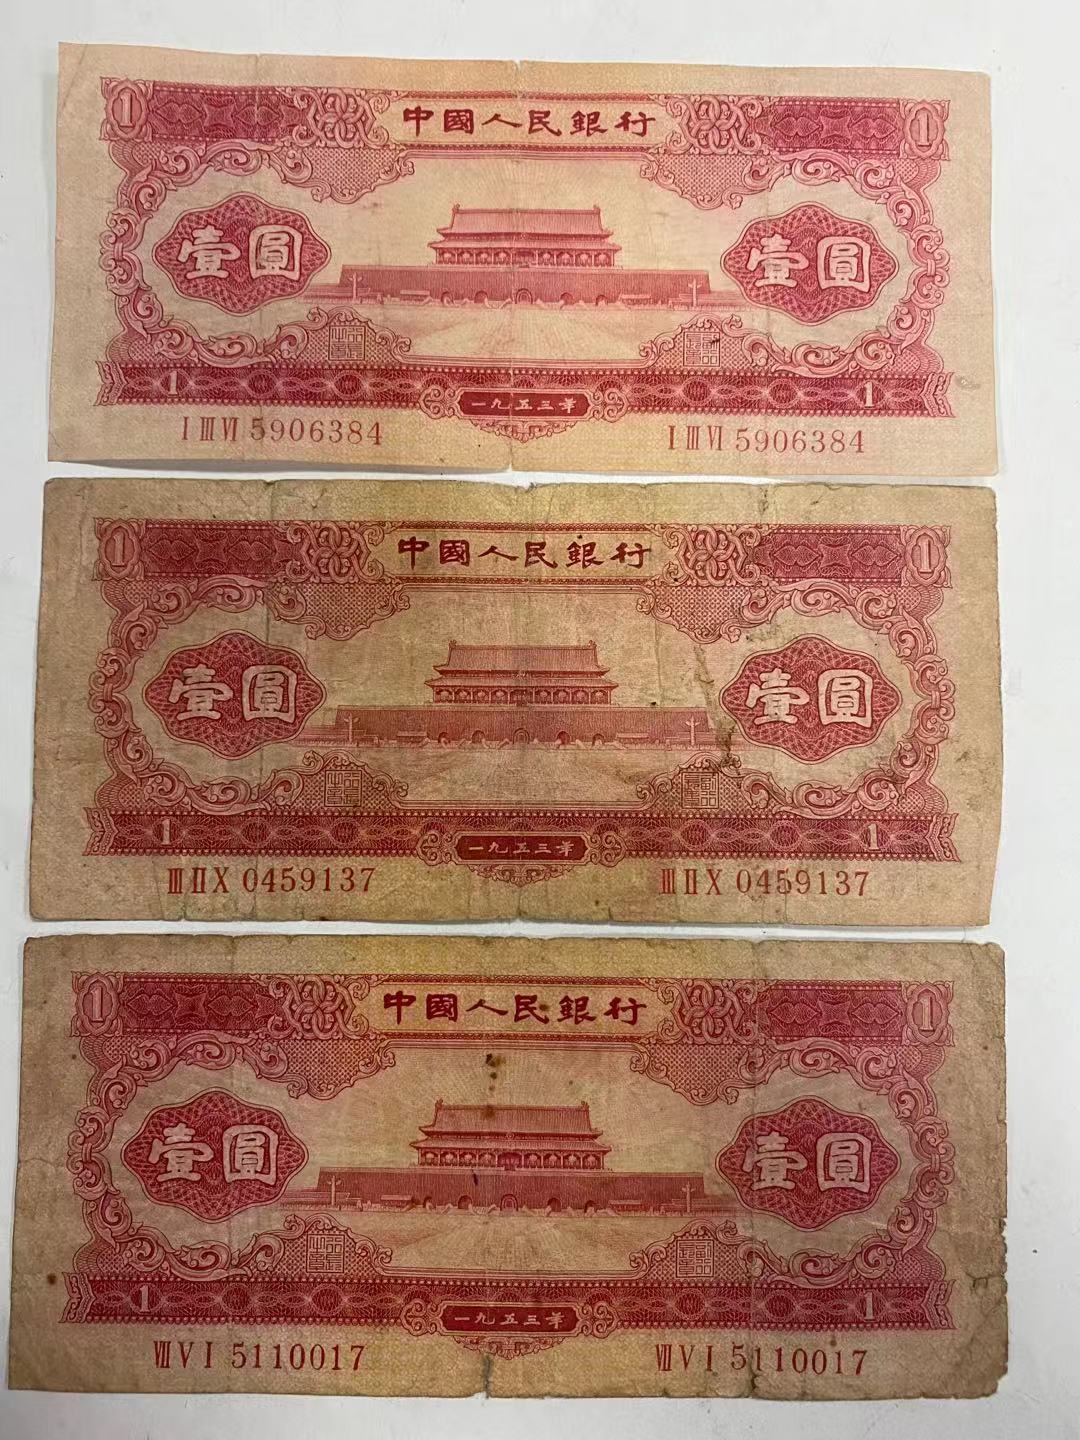 1 中國人民銀行 1
壹圓 壹圓
1 一九五三年 1
I III VI 5906384 I III VI 5906384
1 中國人民銀行 1
壹圓 壹圓
1 一九五三年 1
III II X 0459137 III II X 0459137
1 中國人民銀行 1
壹圓 壹圓
1 一九五三年 1
VIII V I 5110017 VIII V I 5110017